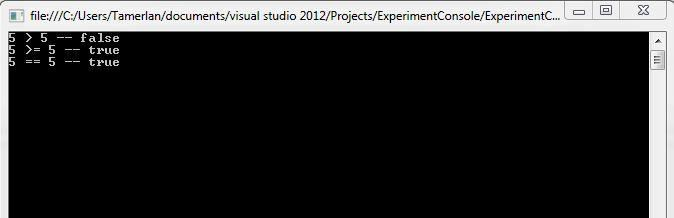 file:///C:/Users/Tamerlan/documents/visual studio 2012/Projects/ExperimentConsole/ExperimentC...
5 > 5 -- false
5 >= 5 -- true
5 == 5 -- true